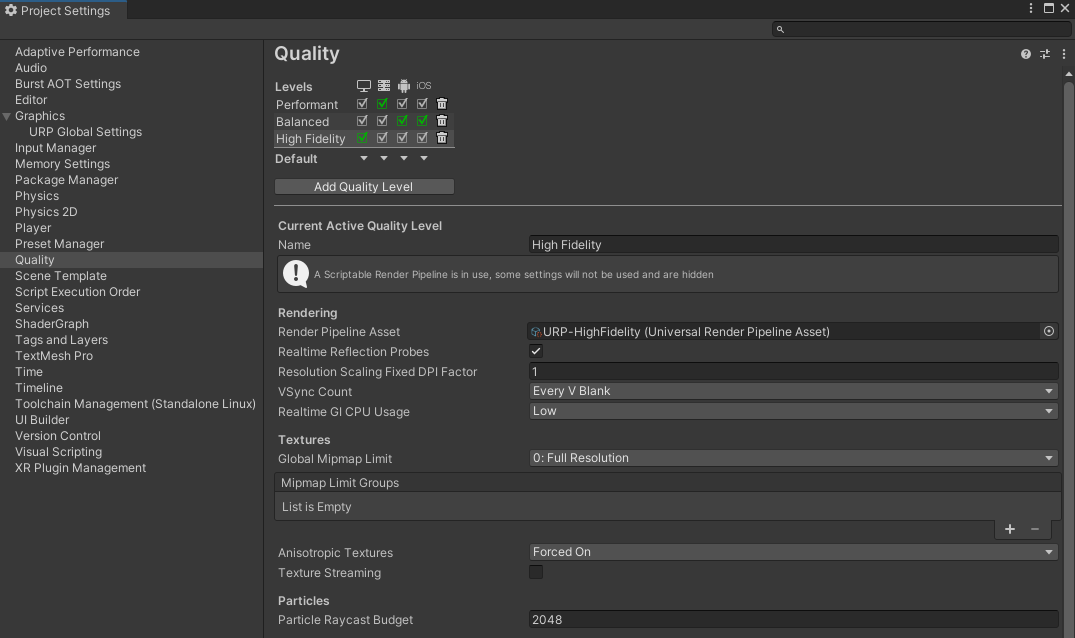 Project Settings
Adaptive Performance
Audio
Burst AOT Settings
Editor
Graphics
URP Global Settings
Input Manager
Memory Settings
Package Manager
Physics
Physics 2D
Player
Preset Manager
Quality
Scene Template
Script Execution Order
Services
ShaderGraph
Tags and Layers
TextMesh Pro
Time
Timeline
Toolchain Management (Standalone Linux)
UI Builder
Version Control
Visual Scripting
XR Plugin Management
Quality
Levels iOS
Performant
Balanced
High Fidelity
Default
Add Quality Level
Current Active Quality Level
Name High Fidelity
A Scriptable Render Pipeline is in use, some settings will not be used and are hidden
Rendering
Render Pipeline Asset URP-HighFidelity (Universal Render Pipeline Asset)
Realtime Reflection Probes
Resolution Scaling Fixed DPI Factor 1
VSync Count Every V Blank
Realtime GI CPU Usage Low
Textures
Global Mipmap Limit 0: Full Resolution
Mipmap Limit Groups
List is Empty
Anisotropic Textures Forced On
Texture Streaming
Particles
Particle Raycast Budget 2048